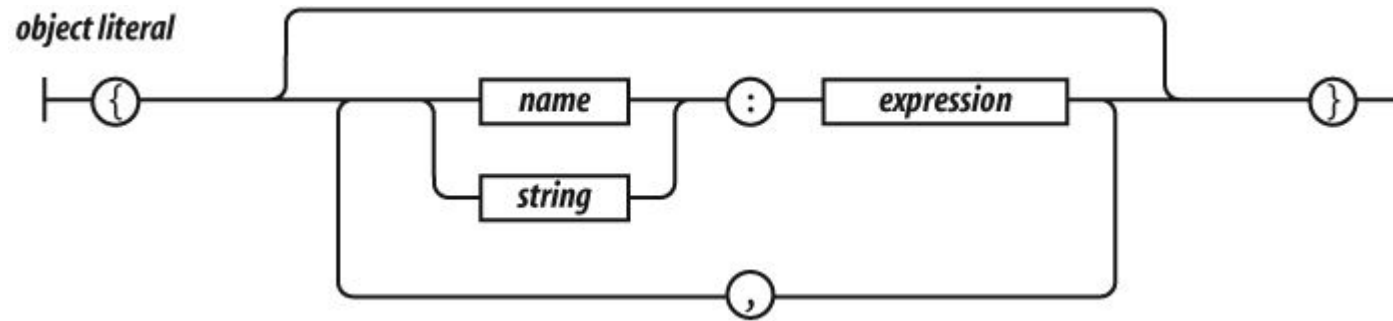 object literal
{ name : expression }
string
,